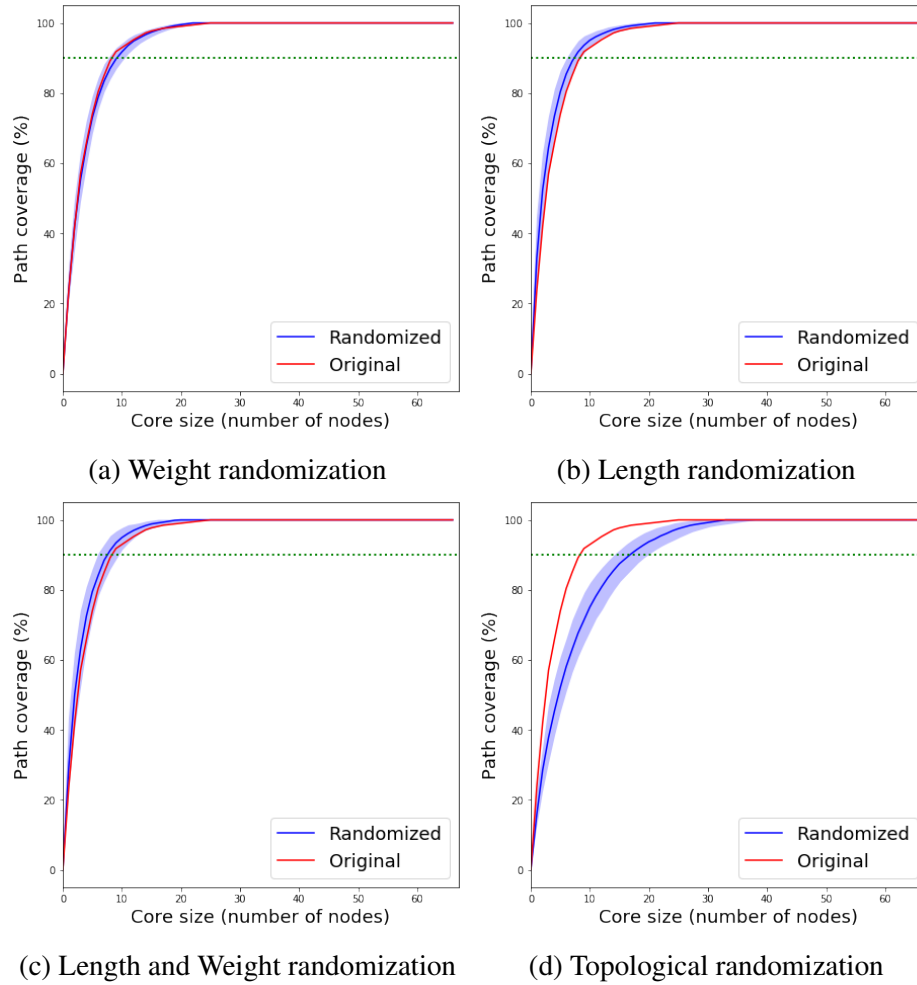 100
80
60
40
20
0
Path coverage (%)
Randomized
Original
0 10 20 30 40 50 60
Core size (number of nodes)
(a) Weight randomization
100
80
60
40
20
0
Path coverage (%)
Randomized
Original
0 10 20 30 40 50 60
Core size (number of nodes)
(b) Length randomization
100
80
60
40
20
0
Path coverage (%)
Randomized
Original
0 10 20 30 40 50 60
Core size (number of nodes)
(c) Length and Weight randomization
100
80
60
40
20
0
Path coverage (%)
Randomized
Original
0 10 20 30 40 50 60
Core size (number of nodes)
(d) Topological randomization